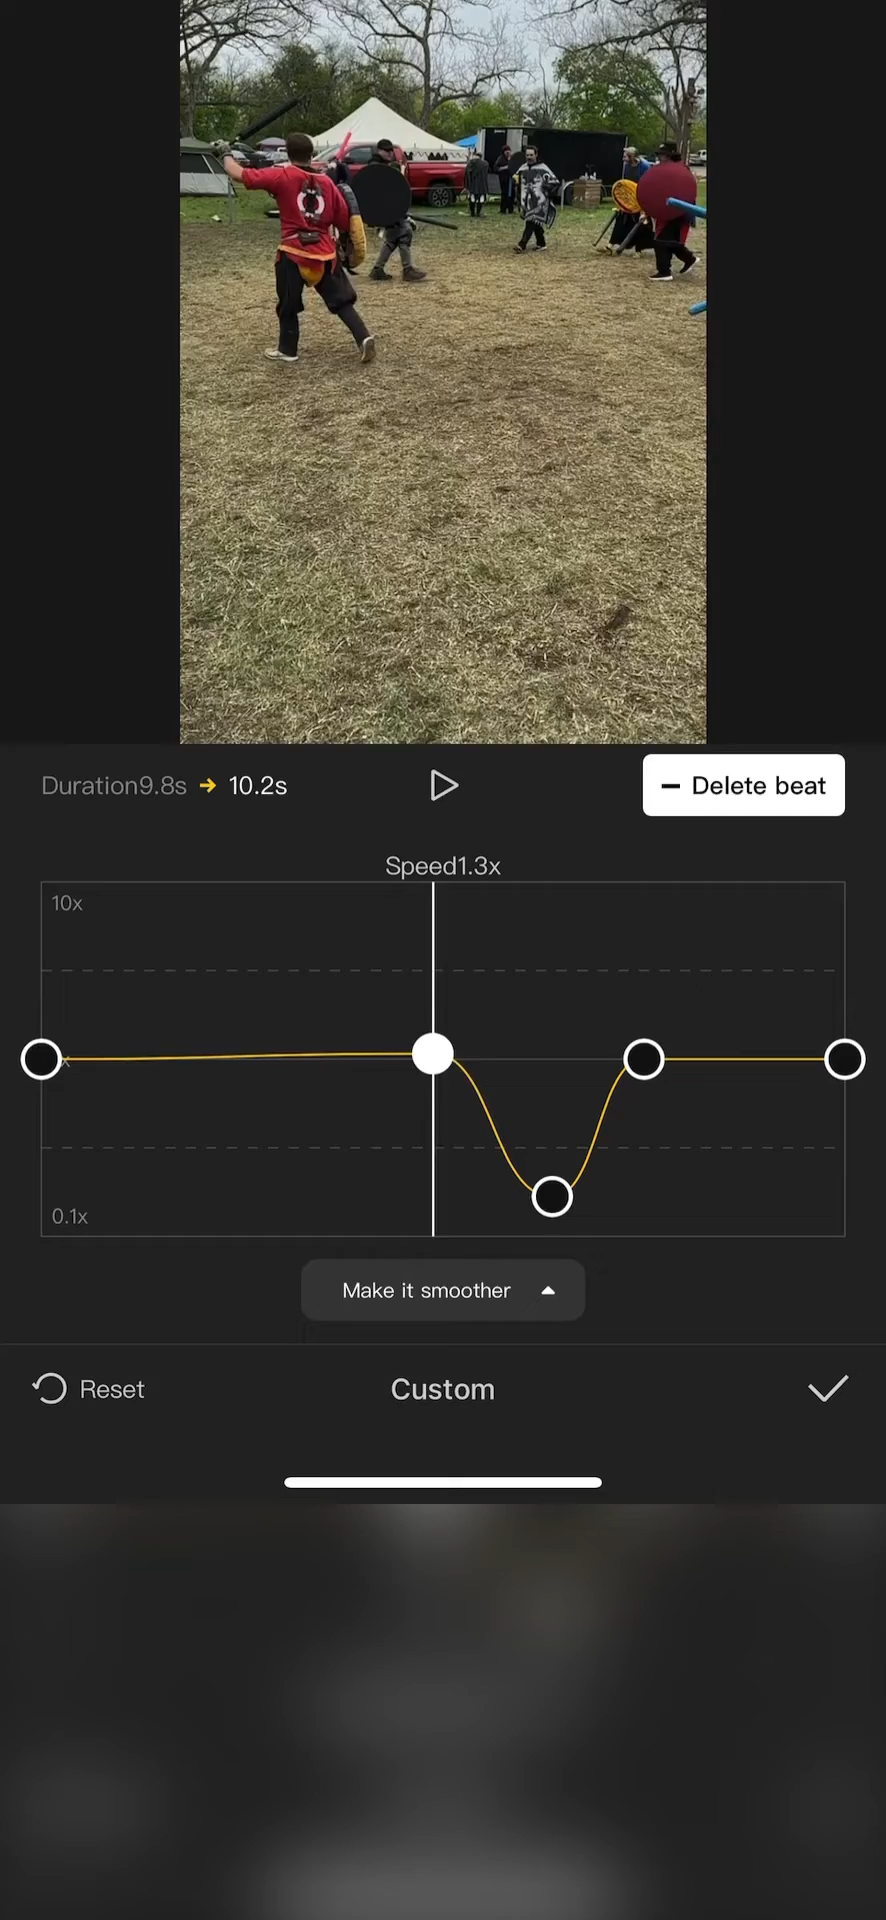 Duration9.8s → 10.2s
Delete beat
Speed1.3x
10x
x
0.1x
Make it smoother
Reset
Custom